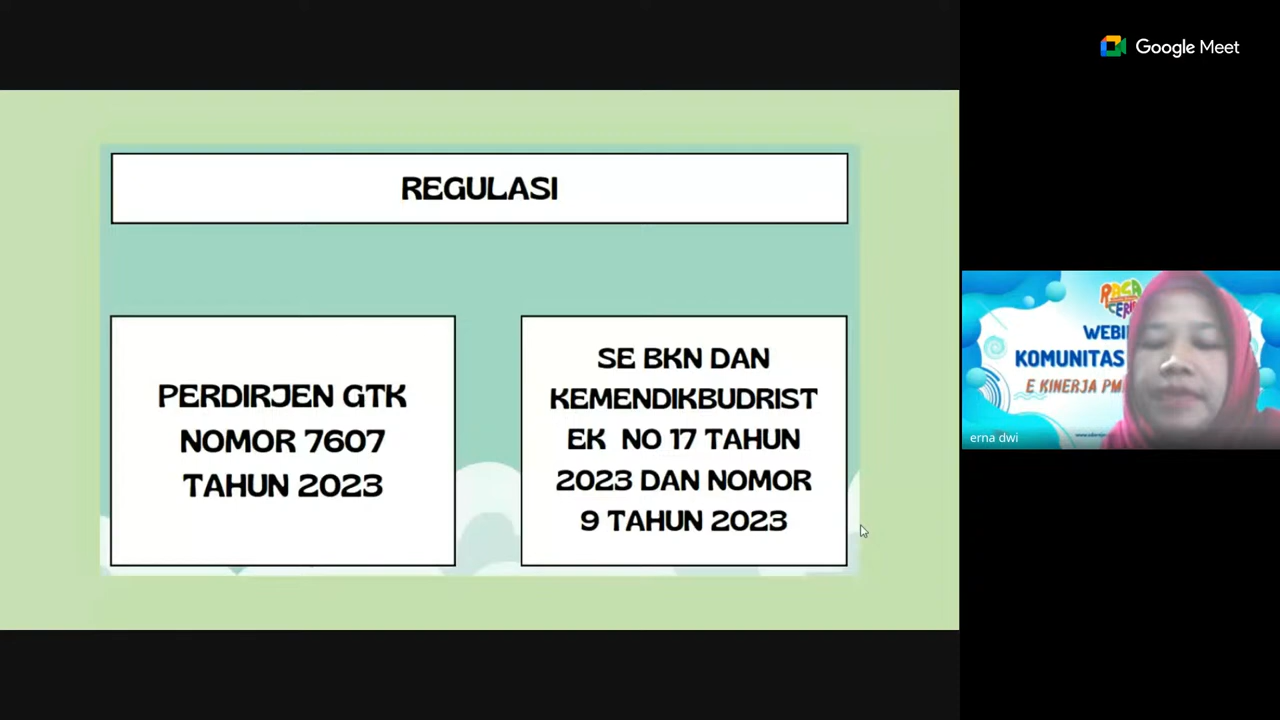 Google Meet
REGULASI
PERDIRJEN GTK
NOMOR 7607
TAHUN 2023
SE BKN DAN
KEMENDIKBUDRIST
EK NO 17 TAHUN
2023 DAN NOMOR
9 TAHUN 2023
KOMUNITAS
E KINERJA PM
erna dwi